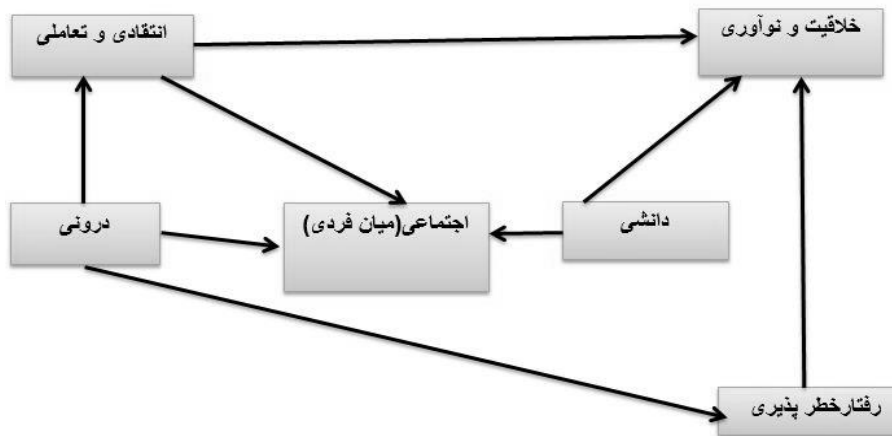 خلاقیت و نوآوری
انتقادی و تعاملی
دانشی
اجتماعی(میان فردی)
درونی
رفتارخطر پذیری